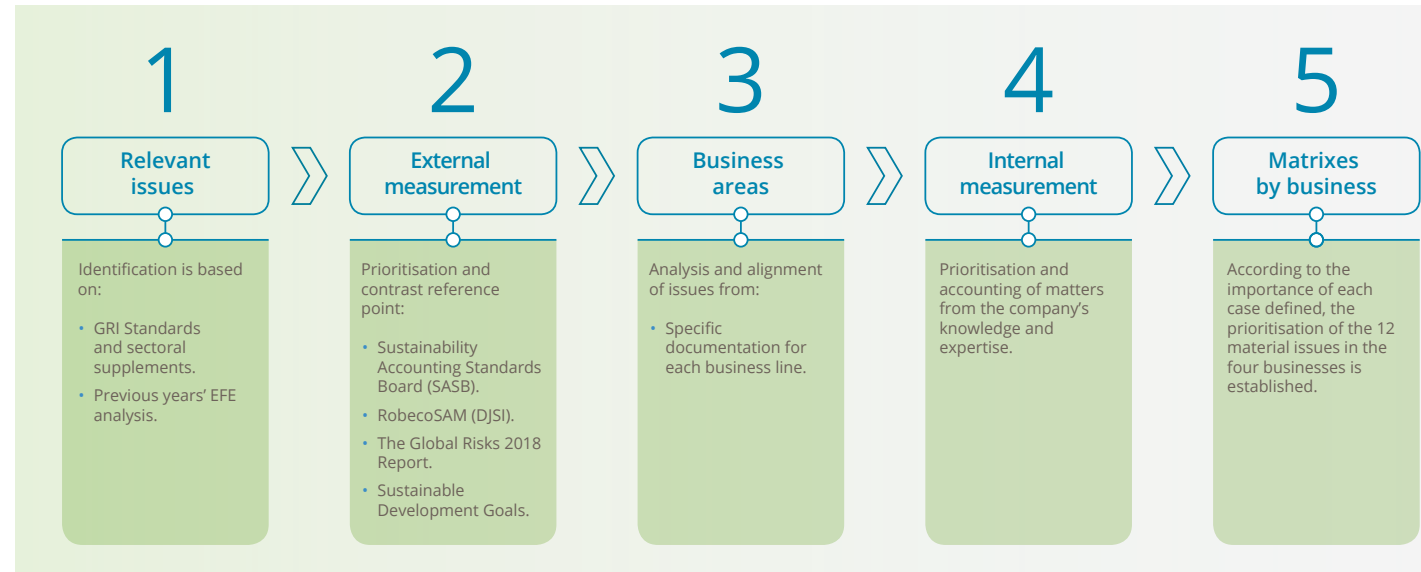 1
Relevant
issues
Identification is based
on:
• GRI Standards
and sectoral
supplements.
• Previous years’ EFE
analysis.
2
External
measurement
Prioritisation and
contrast reference
point:
• Sustainability
Accounting Standards
Board (SASB).
• RobecoSAM (DJSI).
• The Global Risks 2018
Report.
• Sustainable
Development Goals.
3
Business
areas
Analysis and alignment
of issues from:
• Specific
documentation for
each business line.
4
Internal
measurement
Prioritisation and
accounting of matters
from the company’s
knowledge and
expertise.
5
Matrixes
by business
According to the
importance of each
case defined, the
prioritisation of the 12
material issues in the
four businesses is
established.